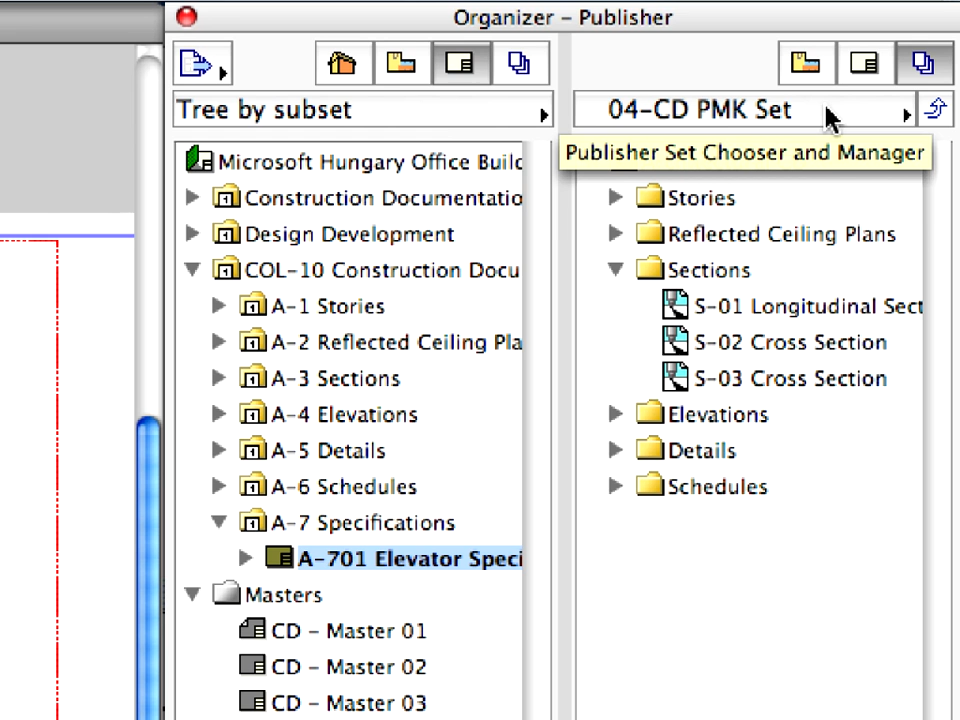 Organizer – Publisher
Tree by subset
04-CD PMK Set
Publisher Set Chooser and Manager
Microsoft Hungary Office Builc
Construction Documentatio
Design Development
COL-10 Construction Docu
A-1 Stories
A-2 Reflected Ceiling Pla
A-3 Sections
A-4 Elevations
A-5 Details
A-6 Schedules
A-7 Specifications
A-701 Elevator Speci
Masters
CD – Master 01
CD – Master 02
CD – Master 03
Stories
Reflected Ceiling Plans
Sections
S-01 Longitudinal Sect
S-02 Cross Section
S-03 Cross Section
Elevations
Details
Schedules